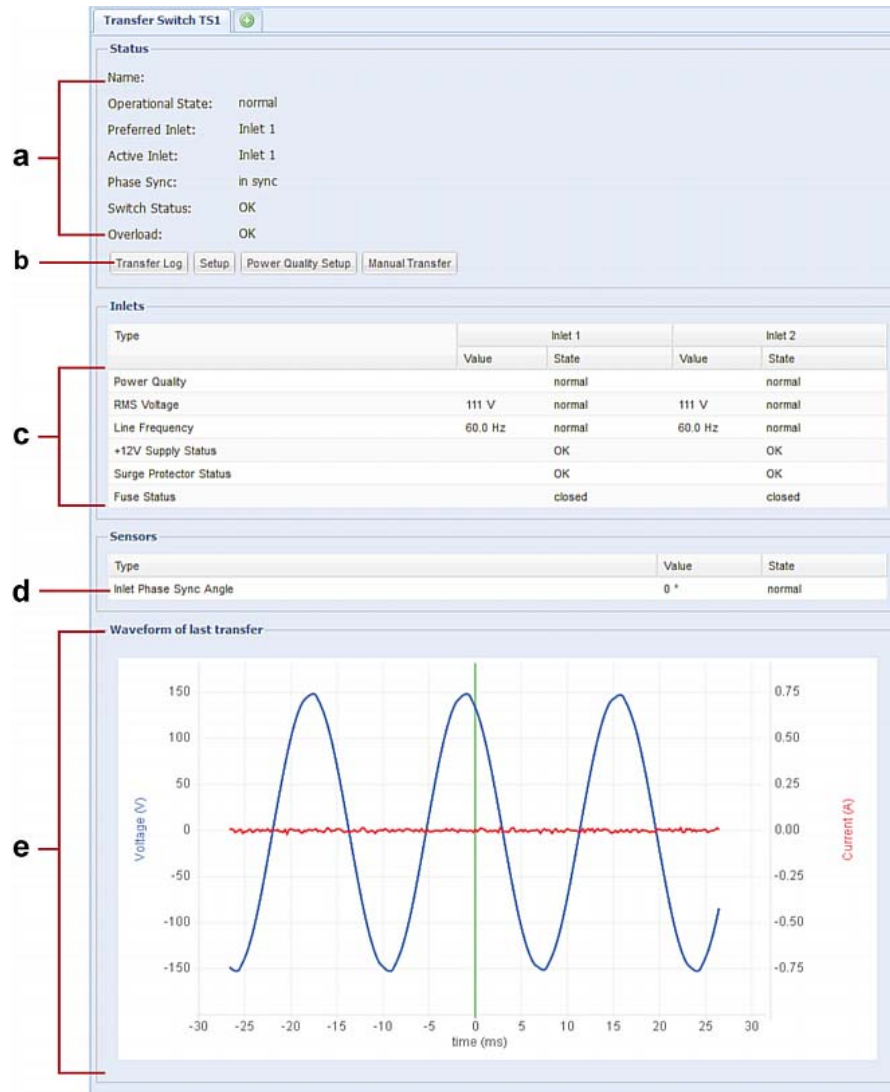 Transfer Switch TS1
Status
a
Name:
Operational State: normal
Preferred Inlet: Inlet 1
Active Inlet: Inlet 1
Phase Sync: in sync
Switch Status: OK
Overload: OK
b
Transfer Log Setup Power Quality Setup Manual Transfer
Inlets
Type Inlet 1 Inlet 2
Value State Value State
c
Power Quality normal normal
RMS Voltage 111 V normal 111 V normal
Line Frequency 60.0 Hz normal 60.0 Hz normal
+12V Supply Status OK OK
Surge Protector Status OK OK
Fuse Status closed closed
Sensors
Type Value State
d
Inlet Phase Sync Angle 0 ° normal
e
Waveform of last transfer
150 0.75
100 0.50
50 0.25
0 0.00
-50 -0.25
-100 -0.50
-150 -0.75
Voltage (V)
Current (A)
-30 -25 -20 -15 -10 -5 0 5 10 15 20 25 30
time (ms)